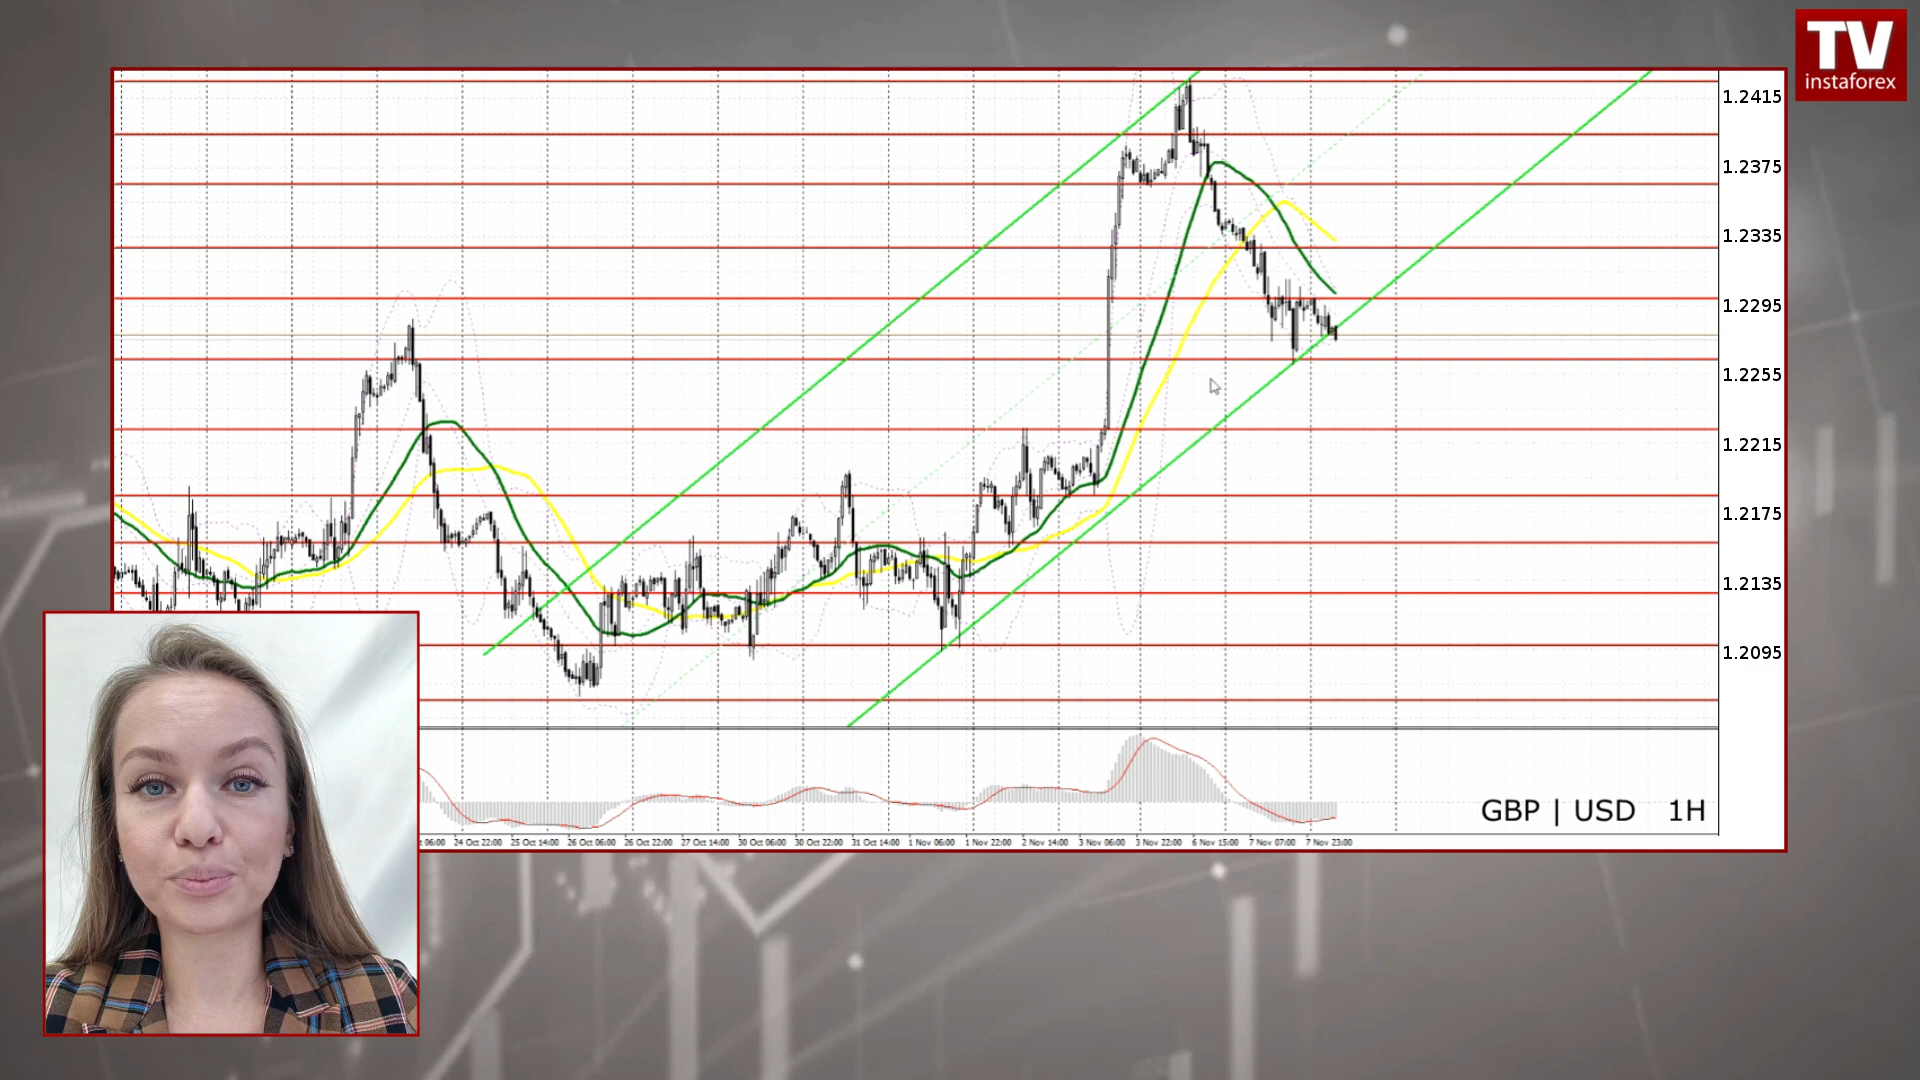 TV
instaforex
1.2415
1.2375
1.2335
1.2295
1.2255
1.2215
1.2175
1.2135
1.2095
GBP | USD 1H
06:00 24 Oct 22:00 25 Oct 14:00 26 Oct 06:00 26 Oct 22:00 27 Oct 14:00 30 Oct 06:00 30 Oct 22:00 31 Oct 14:00 1 Nov 06:00 1 Nov 22:00 2 Nov 14:00 3 Nov 06:00 3 Nov 22:00 6 Nov 15:00 7 Nov 07:00 7 Nov 23:00